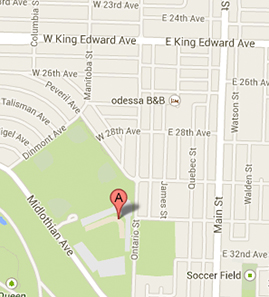 W 23rd Ave
E 24th Ave
Columbia St
W King Edward Ave
E King Edward Ave
Manitoba St
W 26th Ave
E 26th Ave
Peveril Ave
Talisman Ave
odessa B&B
Watson St
W 28th Ave
E 28th Ave
Dinmont Ave
Quebec St
Main St
James St
Walden St
Midlothian Ave
A
Ontario St
E 32nd Ave
Soccer Field